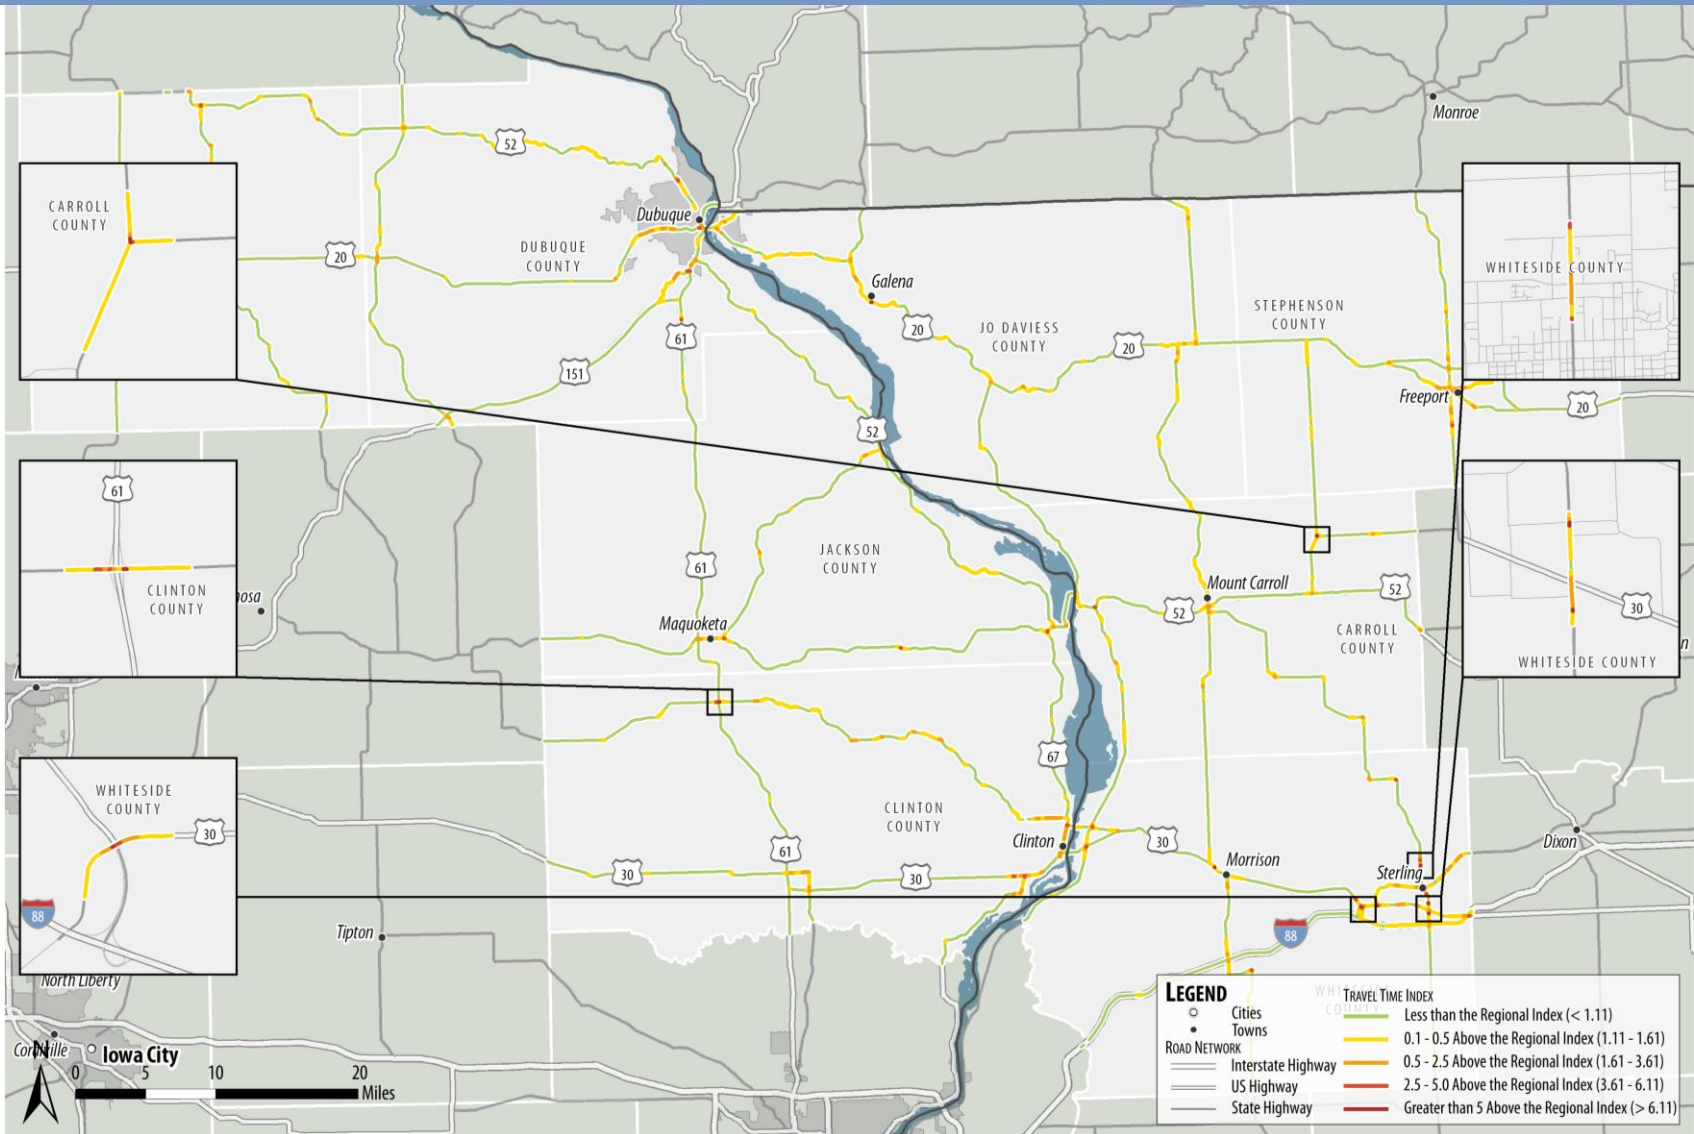 Monroe
52
CARROLL
COUNTY
WHITESIDE COUNTY
Dubuque
DUBUQUE
COUNTY
20
Galena
STEPHENSON
COUNTY
JO DAVIESS
COUNTY
20
20
61
151
Freeport
20
52
61
CLINTON
COUNTY
JACKSON
COUNTY
61
Mount Carroll
52
52
30
Maquoketa
CARROLL
COUNTY
WHITESIDE COUNTY
67
WHITESIDE
COUNTY
30
88
CLINTON
COUNTY
Clinton
30
Dixon
61
30
30
Morrison
Sterling
Tipton
88
North Liberty
Iowa City
N
0 5 10 20
Miles
LEGEND
Cities
Towns
ROAD NETWORK
Interstate Highway
US Highway
State Highway
TRAVEL TIME INDEX
Less than the Regional Index (< 1.11)
0.1 - 0.5 Above the Regional Index (1.11 - 1.61)
0.5 - 2.5 Above the Regional Index (1.61 - 3.61)
2.5 - 5.0 Above the Regional Index (3.61 - 6.11)
Greater than 5 Above the Regional Index (> 6.11)